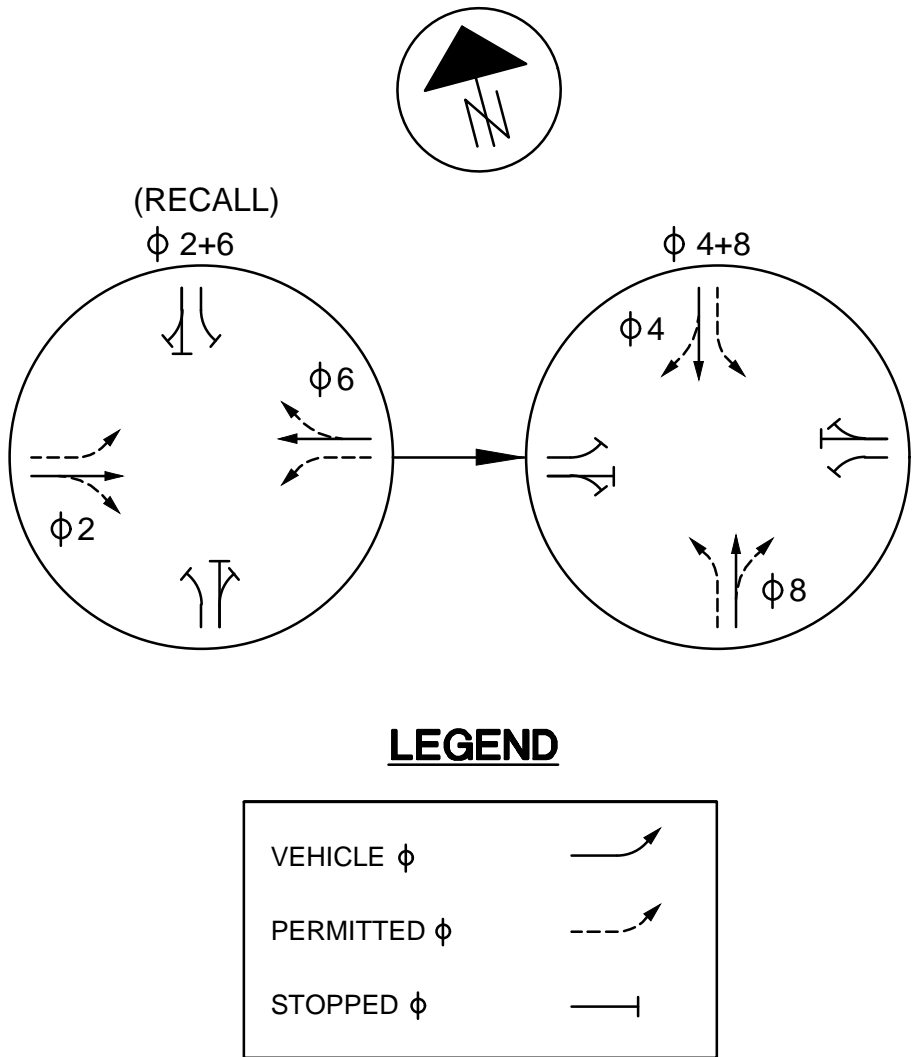 N
(RECALL)
ϕ 2+6
ϕ 4+8
ϕ4
ϕ6
ϕ2
ϕ8
LEGEND
VEHICLE ϕ
PERMITTED ϕ
STOPPED ϕ